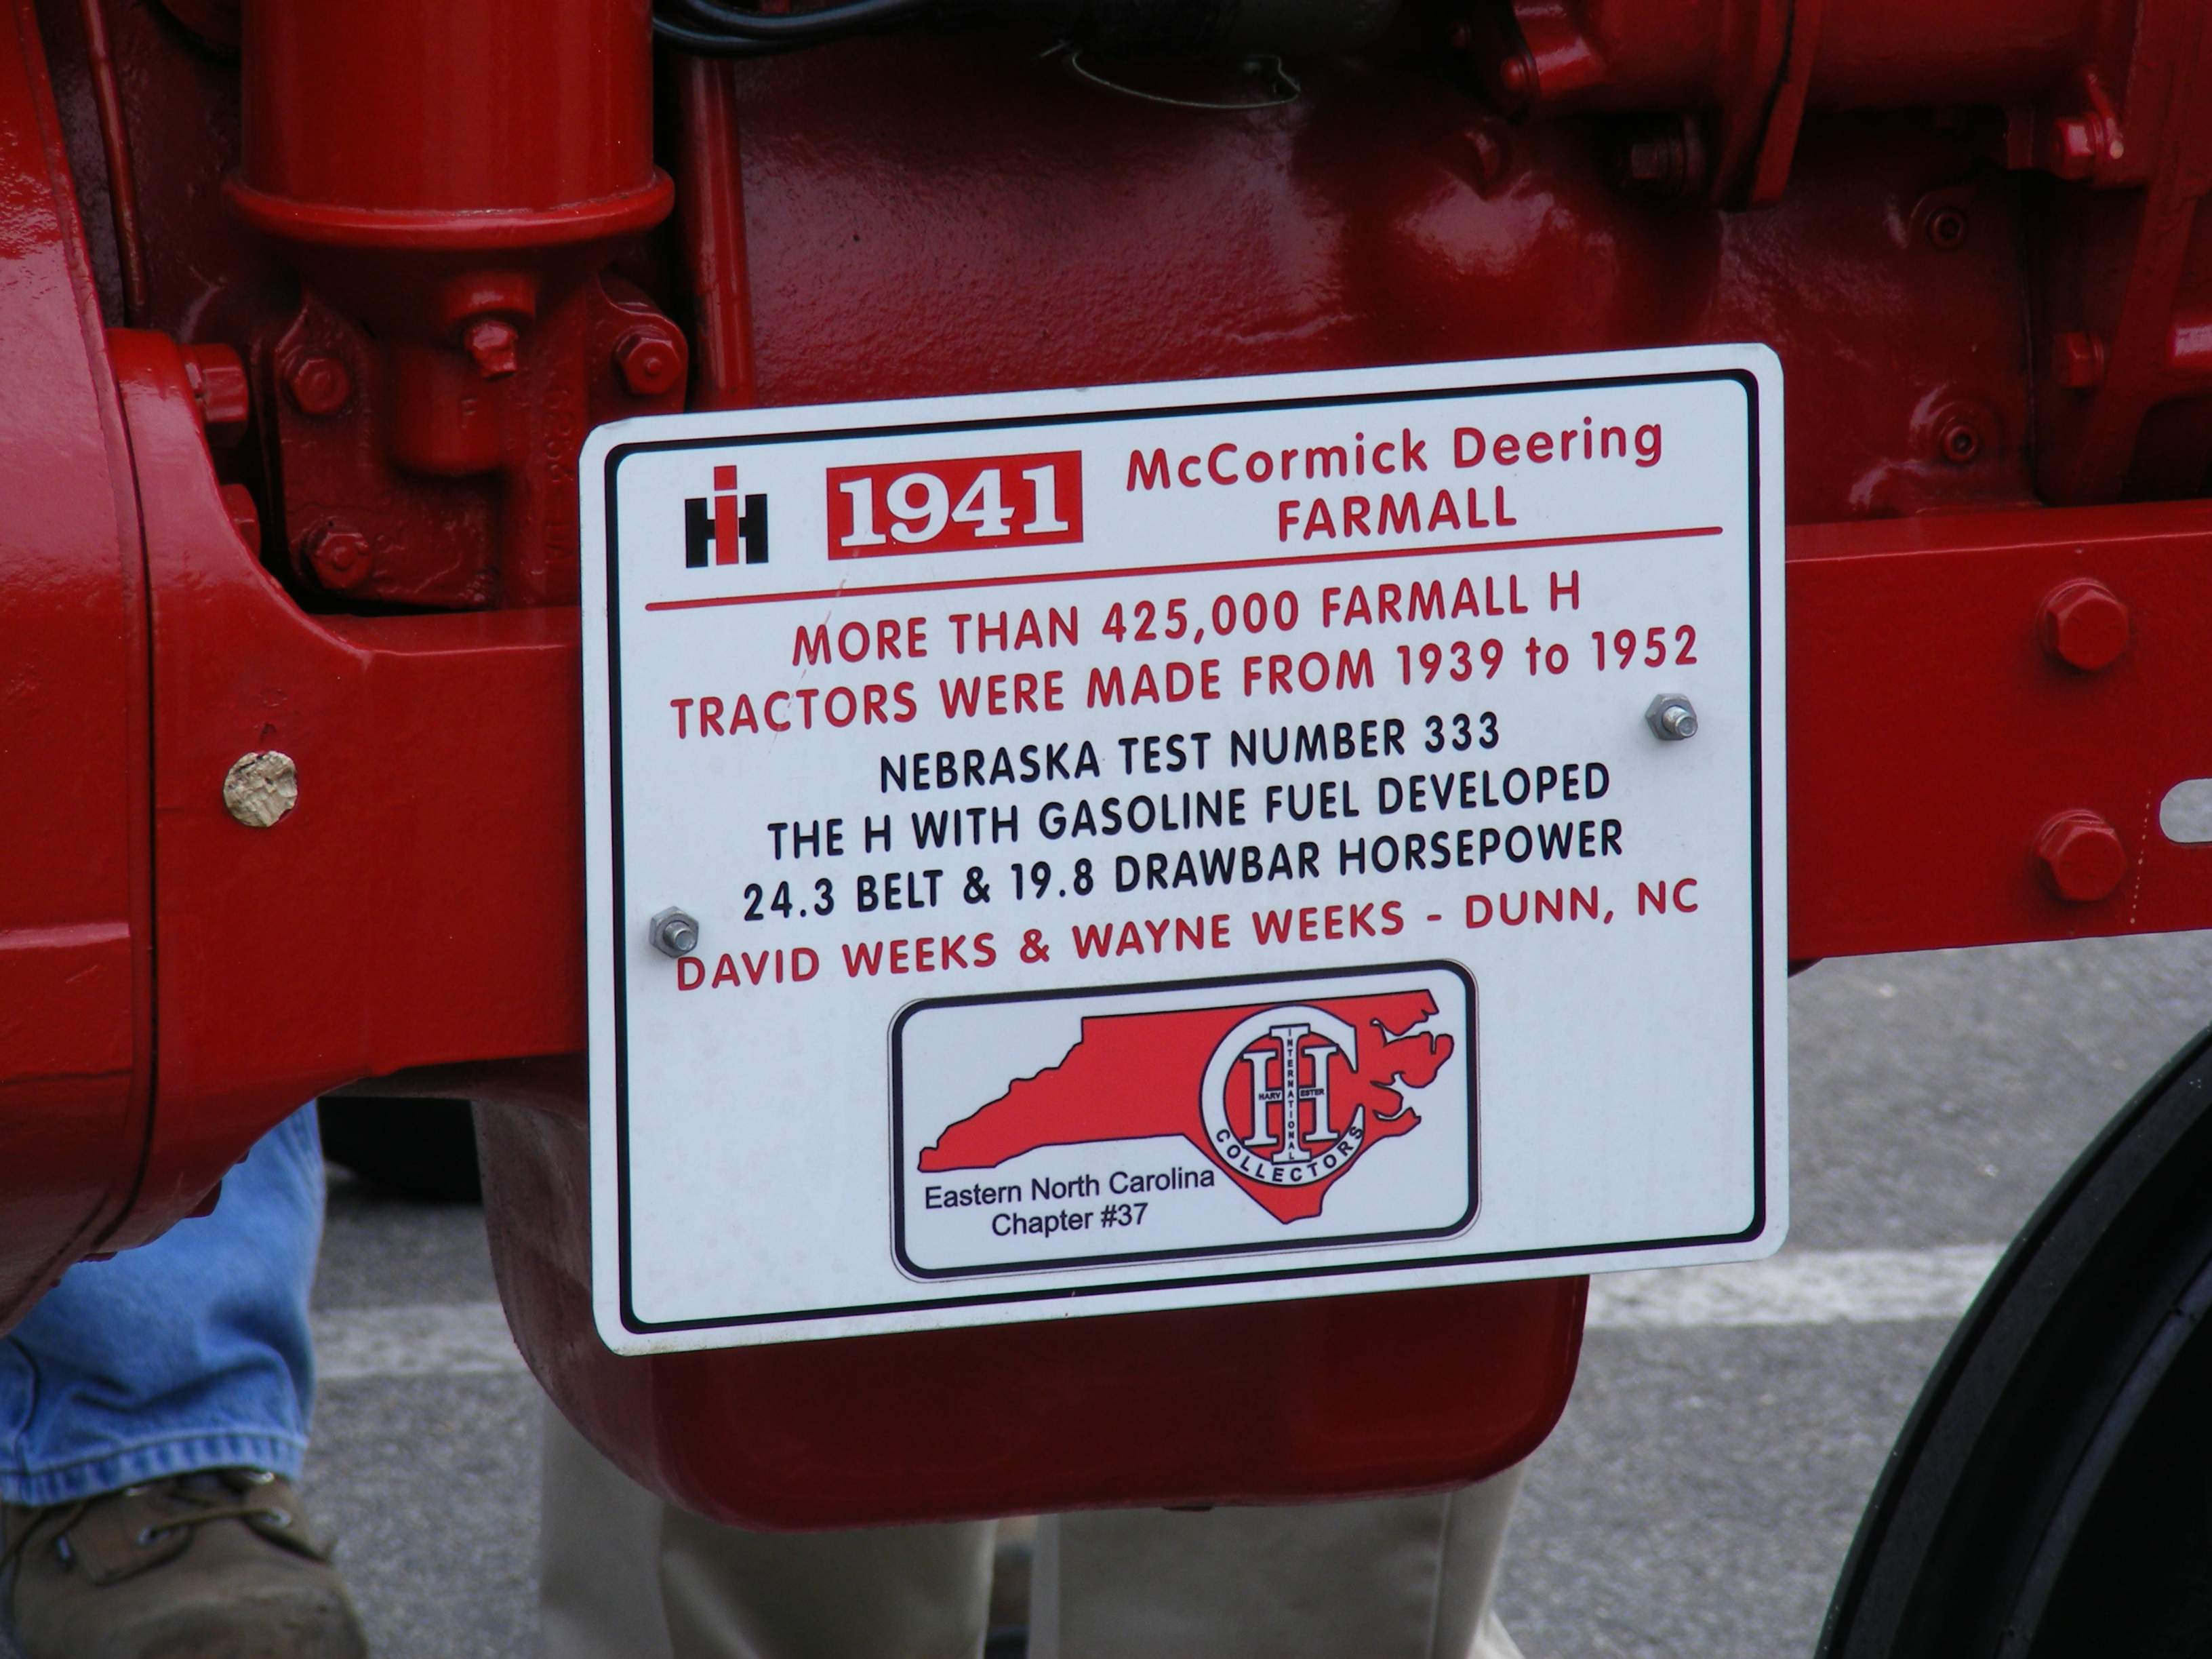 IH 1941 McCormick Deering
FARMALL
MORE THAN 425,000 FARMALL H
TRACTORS WERE MADE FROM 1939 to 1952
NEBRASKA TEST NUMBER 333
THE H WITH GASOLINE FUEL DEVELOPED
24.3 BELT & 19.8 DRAWBAR HORSEPOWER
DAVID WEEKS & WAYNE WEEKS - DUNN, NC
INTERNATIONAL
HARVESTER
COLLECTORS
Eastern North Carolina
Chapter #37